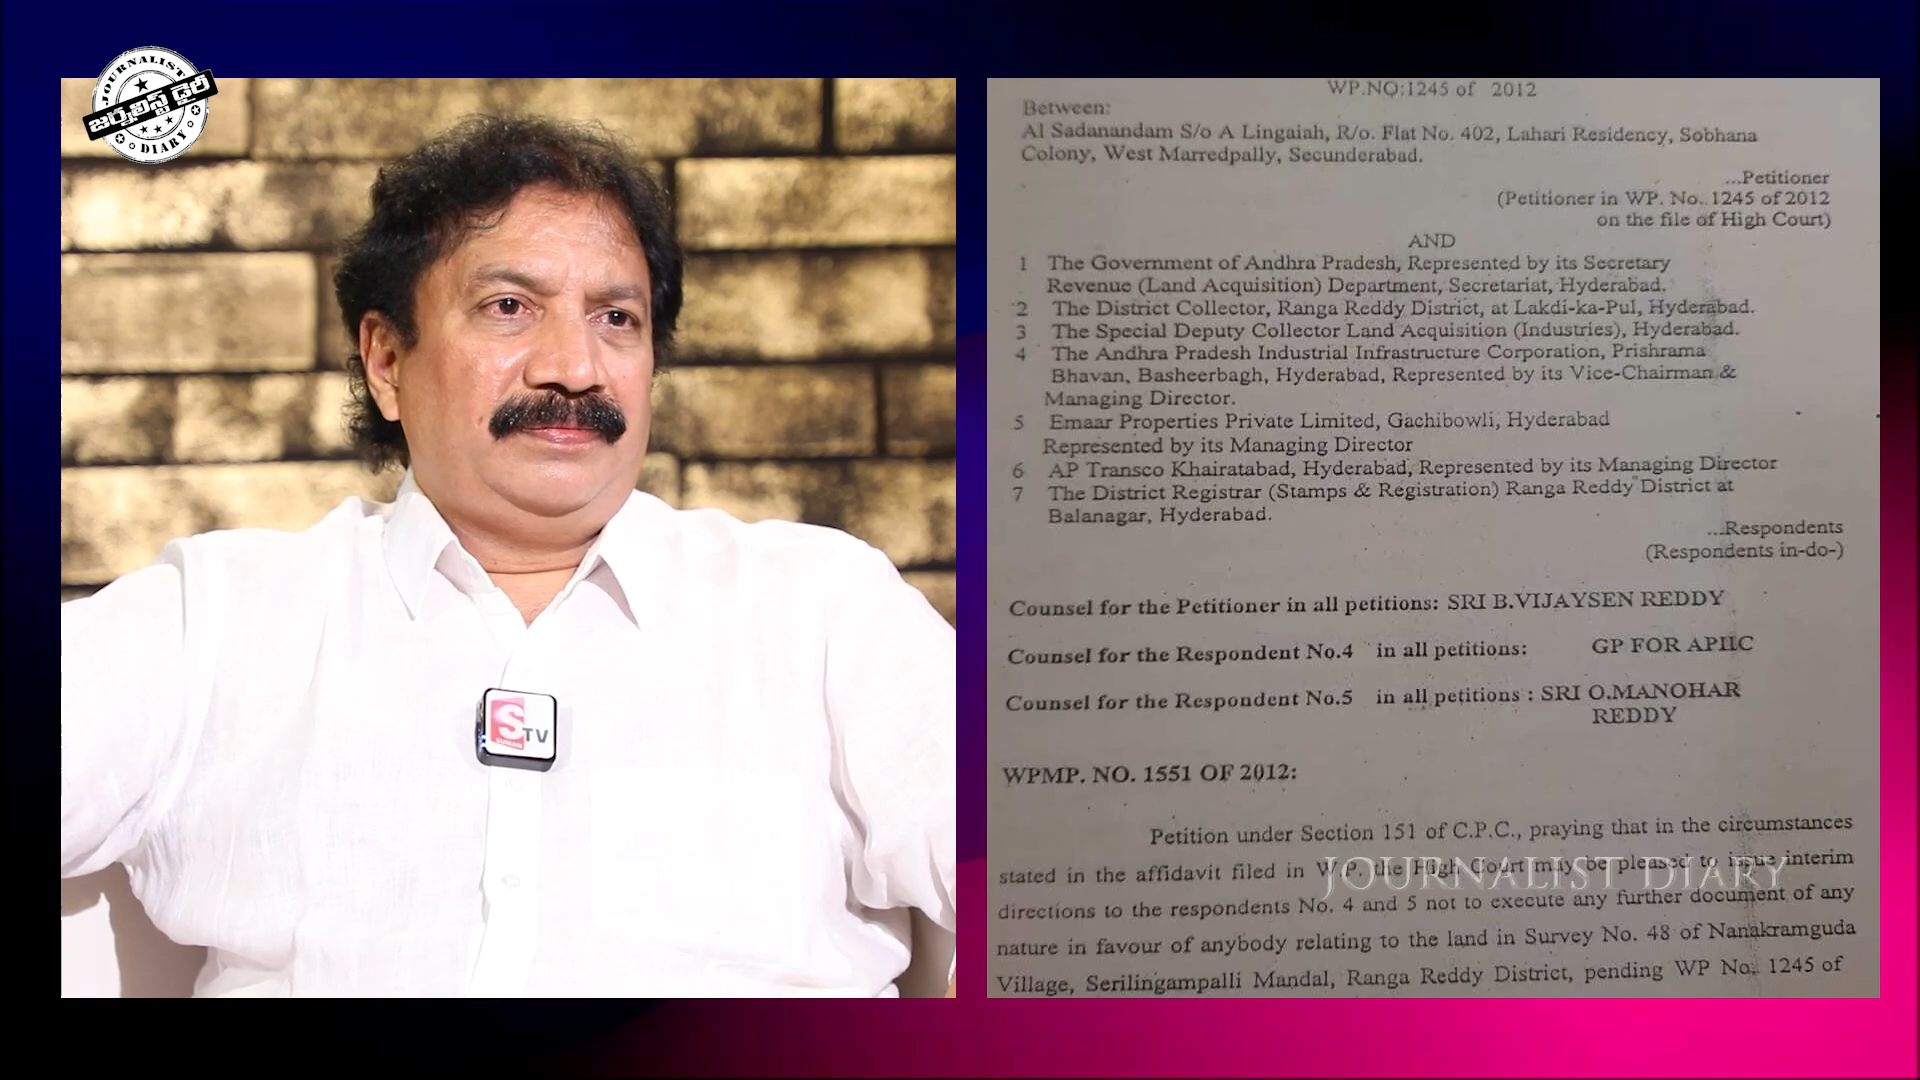 JOURNALIST
జర్నలిస్ట్ డైరీ
DIARY
S TV
SUMAN
WP.NO:1245 of 2012
Between:
Al Sadanandam S/o A Lingaiah, R/o. Flat No. 402, Lahari Residency, Sobhana
Colony, West Marredpally, Secunderabad.
...Petitioner
(Petitioner in WP. No. 1245 of 2012
on the file of High Court)
AND
1 The Government of Andhra Pradesh, Represented by its Secretary
Revenue (Land Acquisition) Department, Secretariat, Hyderabad.
2 The District Collector, Ranga Reddy District, at Lakdi-ka-Pul, Hyderabad.
3 The Special Deputy Collector Land Acquisition (Industries), Hyderabad.
4 The Andhra Pradesh Industrial Infrastructure Corporation, Prishrama
Bhavan, Basheerbagh, Hyderabad, Represented by its Vice-Chairman &
Managing Director.
5 Emaar Properties Private Limited, Gachibowli, Hyderabad
Represented by its Managing Director
6 AP Transco Khairatabad, Hyderabad, Represented by its Managing Director
7 The District Registrar (Stamps & Registration) Ranga Reddy District at
Balanagar, Hyderabad.
...Respondents
(Respondents in-do-)
Counsel for the Petitioner in all petitions: SRI B.VIJAYSEN REDDY
Counsel for the Respondent No.4 in all petitions: GP FOR APIIC
Counsel for the Respondent No.5 in all petitions : SRI O.MANOHAR
REDDY
WPMP. NO. 1551 OF 2012:
Petition under Section 151 of C.P.C., praying that in the circumstances
stated in the affidavit filed in W.P. the High Court may be pleased to issue interim
JOURNALIST DIARY
directions to the respondents No. 4 and 5 not to execute any further document of any
nature in favour of anybody relating to the land in Survey No. 48 of Nanakramguda
Village, Serilingampalli Mandal, Ranga Reddy District, pending WP No. 1245 of